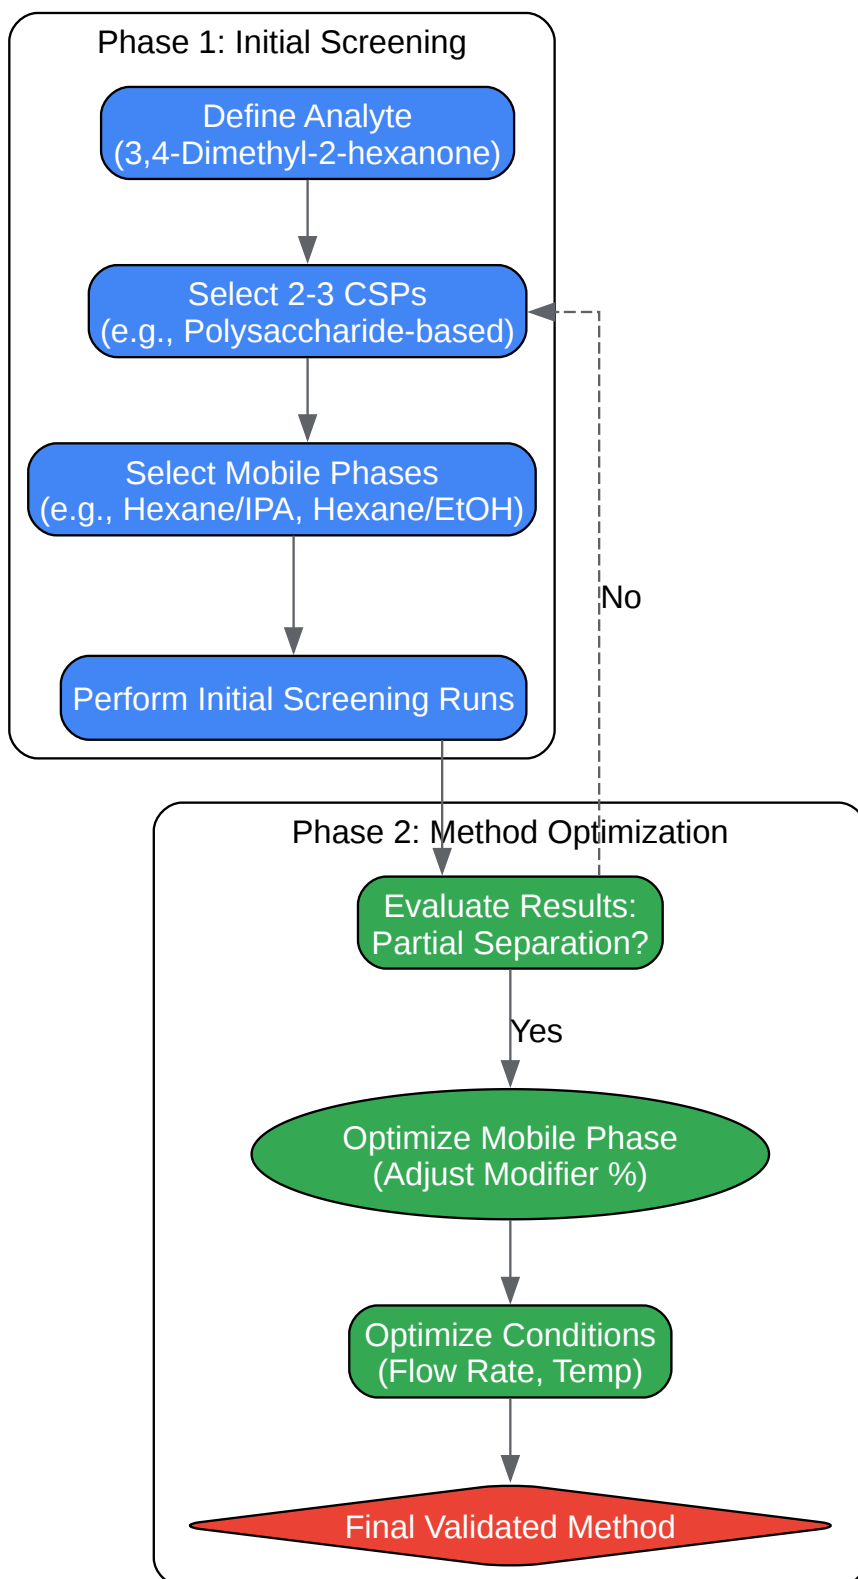 Phase 1: Initial Screening
Define Analyte
(3,4-Dimethyl-2-hexanone)
Select 2-3 CSPs
(e.g., Polysaccharide-based)
Select Mobile Phases
(e.g., Hexane/IPA, Hexane/EtOH)
No
Perform Initial Screening Runs
Phase 2: Method Optimization
Evaluate Results:
Partial Separation?
Yes
Optimize Mobile Phase
(Adjust Modifier %)
Optimize Conditions
(Flow Rate, Temp)
Final Validated Method